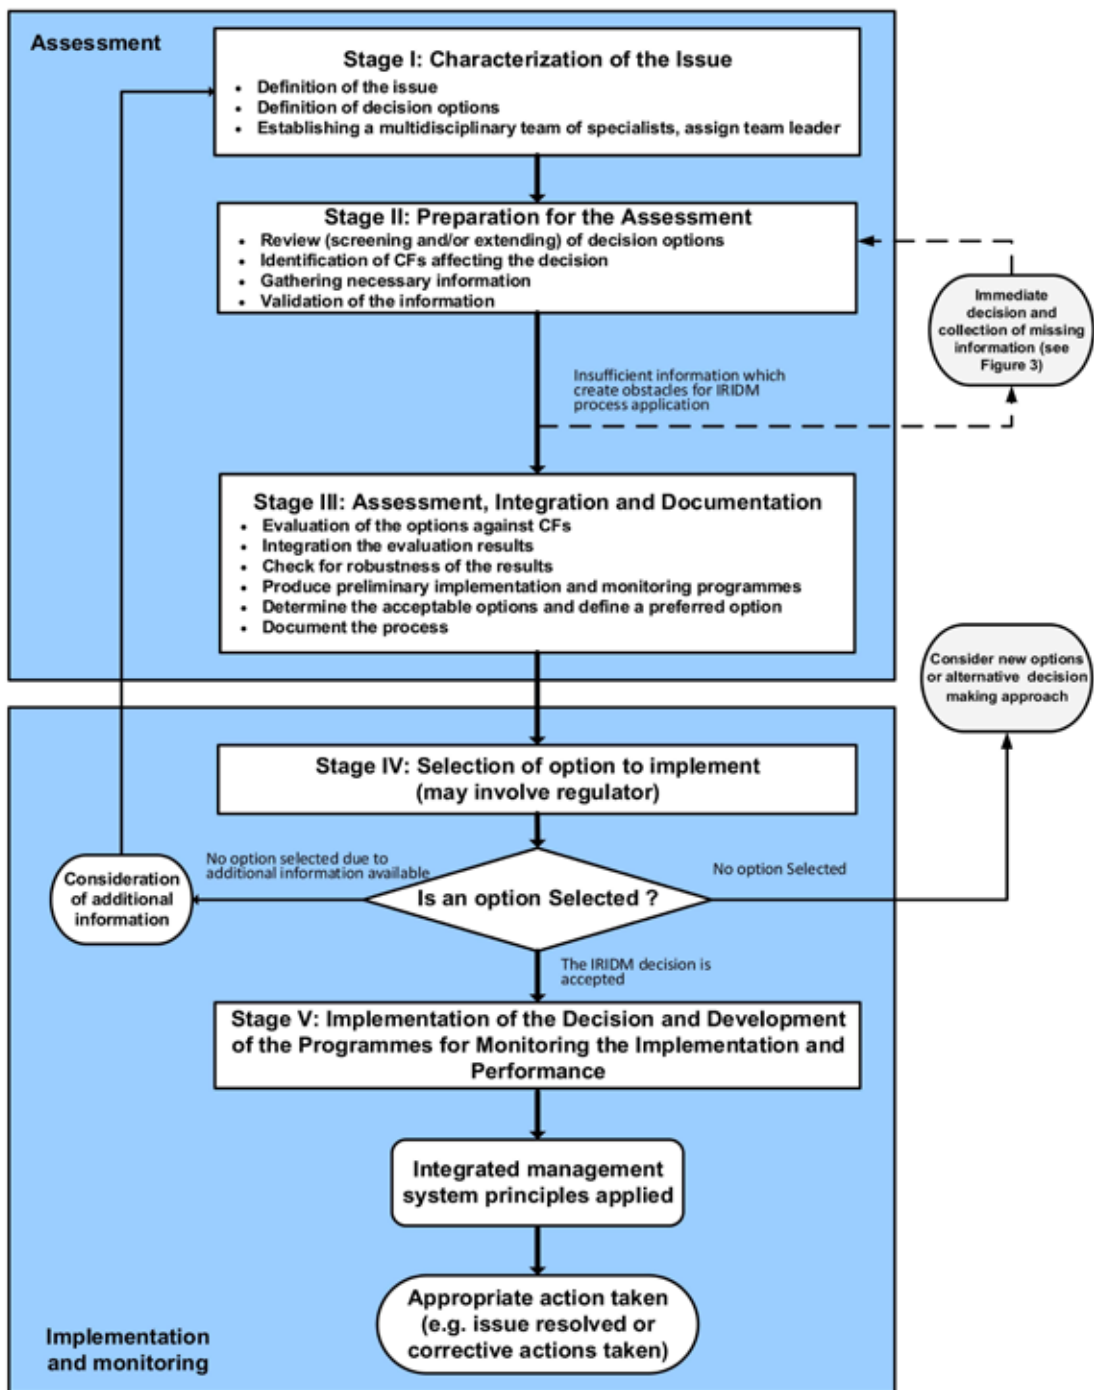 Assessment
Stage I: Characterization of the Issue
• Definition of the issue
• Definition of decision options
• Establishing a multidisciplinary team of specialists, assign team leader
Stage II: Preparation for the Assessment
• Review (screening and/or extending) of decision options
• Identification of CFs affecting the decision
• Gathering necessary information
• Validation of the information
Immediate
decision and
collection of missing
information (see
Figure 3)
Insufficient information which
create obstacles for IRIDM
process application
Stage III: Assessment, Integration and Documentation
• Evaluation of the options against CFs
• Integration the evaluation results
• Check for robustness of the results
• Produce preliminary implementation and monitoring programmes
• Determine the acceptable options and define a preferred option
• Document the process
Consider new options
or alternative decision
making approach
Stage IV: Selection of option to implement
(may involve regulator)
No option selected due to
additional information available
Consideration
of additional
information
Is an option Selected ?
No option Selected
The IRIDM decision is
accepted
Stage V: Implementation of the Decision and Development
of the Programmes for Monitoring the Implementation and
Performance
Integrated management
system principles applied
Appropriate action taken
(e.g. issue resolved or
corrective actions taken)
Implementation
and monitoring